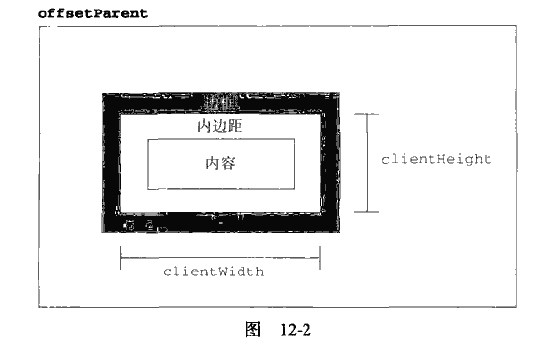 offsetParent
内边距
内容
clientHeight
clientWidth
图 12-2